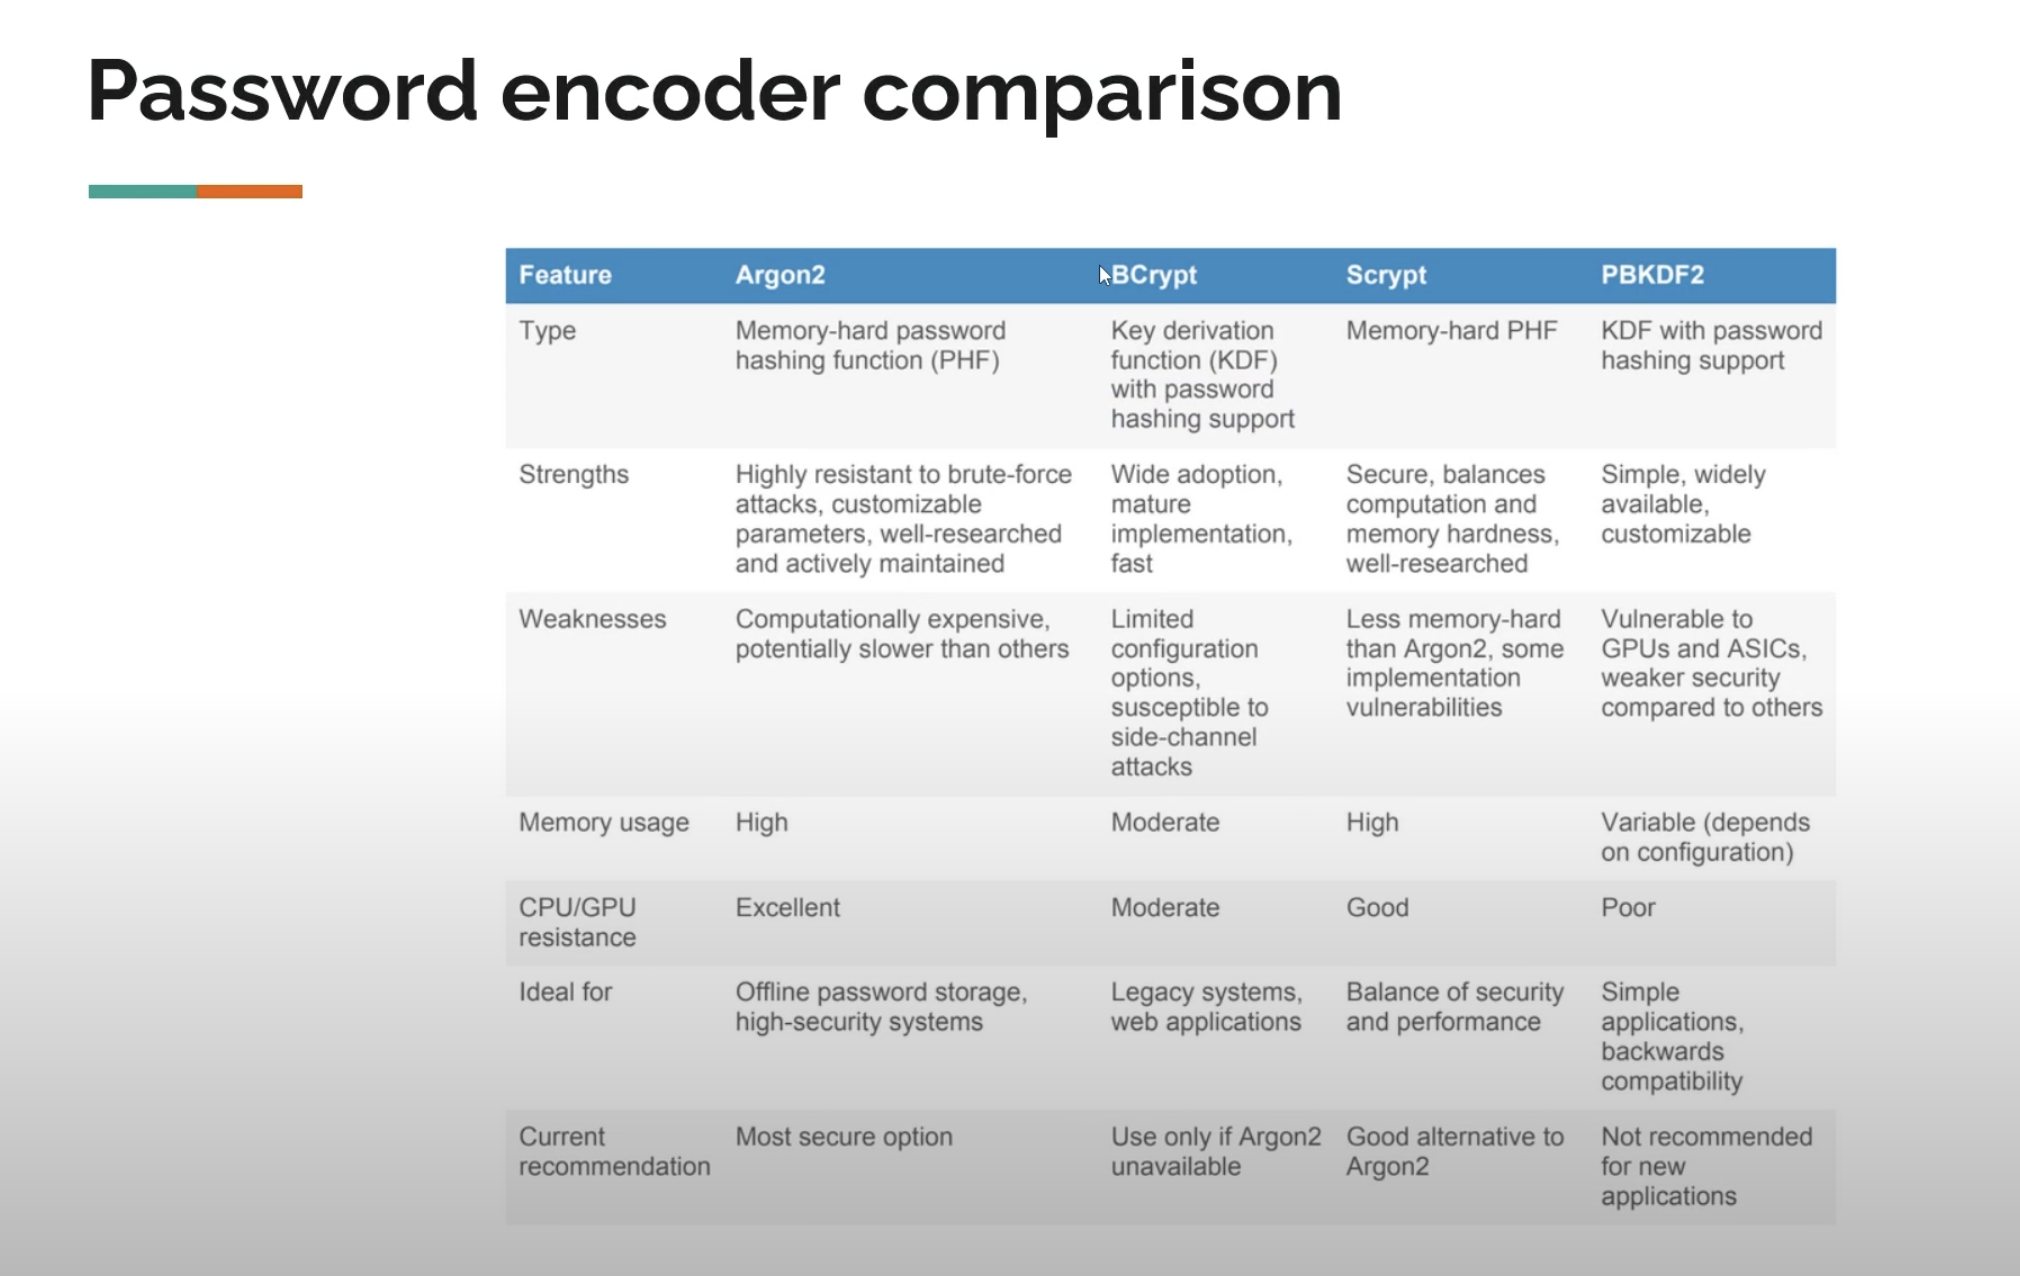 Password encoder comparison
Feature
Argon2
BCrypt
Scrypt
PBKDF2
Type
Memory-hard password
hashing function (PHF)
Key derivation
function (KDF)
with password
hashing support
Memory-hard PHF
KDF with password
hashing support
Strengths
Highly resistant to brute-force
attacks, customizable
parameters, well-researched
and actively maintained
Wide adoption,
mature
implementation,
fast
Secure, balances
computation and
memory hardness,
well-researched
Simple, widely
available,
customizable
Weaknesses
Computationally expensive,
potentially slower than others
Limited
configuration
options,
susceptible to
side-channel
attacks
Less memory-hard
than Argon2, some
implementation
vulnerabilities
Vulnerable to
GPUs and ASICs,
weaker security
compared to others
Memory usage
High
Moderate
High
Variable (depends
on configuration)
CPU/GPU
resistance
Excellent
Moderate
Good
Poor
Ideal for
Offline password storage,
high-security systems
Legacy systems,
web applications
Balance of security
and performance
Simple
applications,
backwards
compatibility
Current
recommendation
Most secure option
Use only if Argon2
unavailable
Good alternative to
Argon2
Not recommended
for new
applications